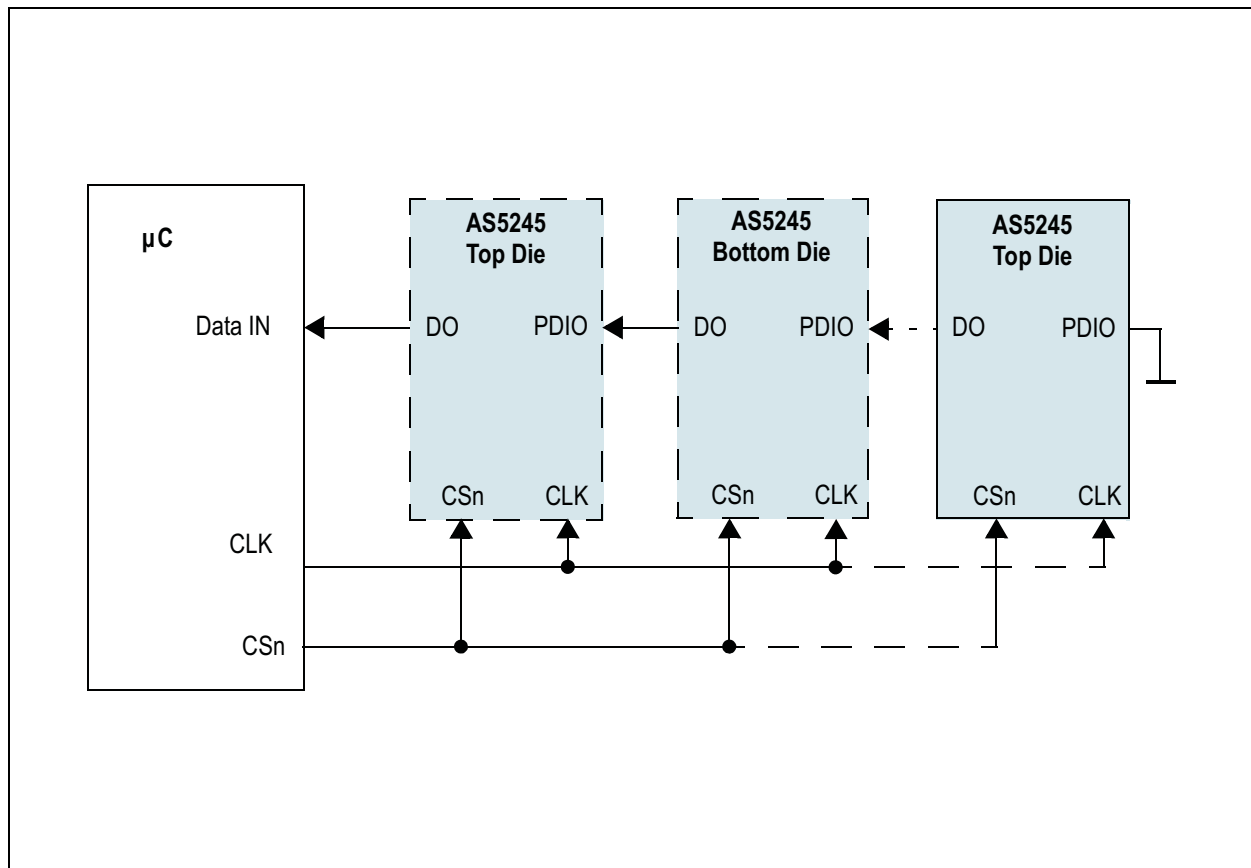 µC
Data IN
CLK
CSn
AS5245
Top Die
DO
PDIO
CSn
CLK
AS5245
Bottom Die
DO
PDIO
CSn
CLK
AS5245
Top Die
DO
PDIO
CSn
CLK